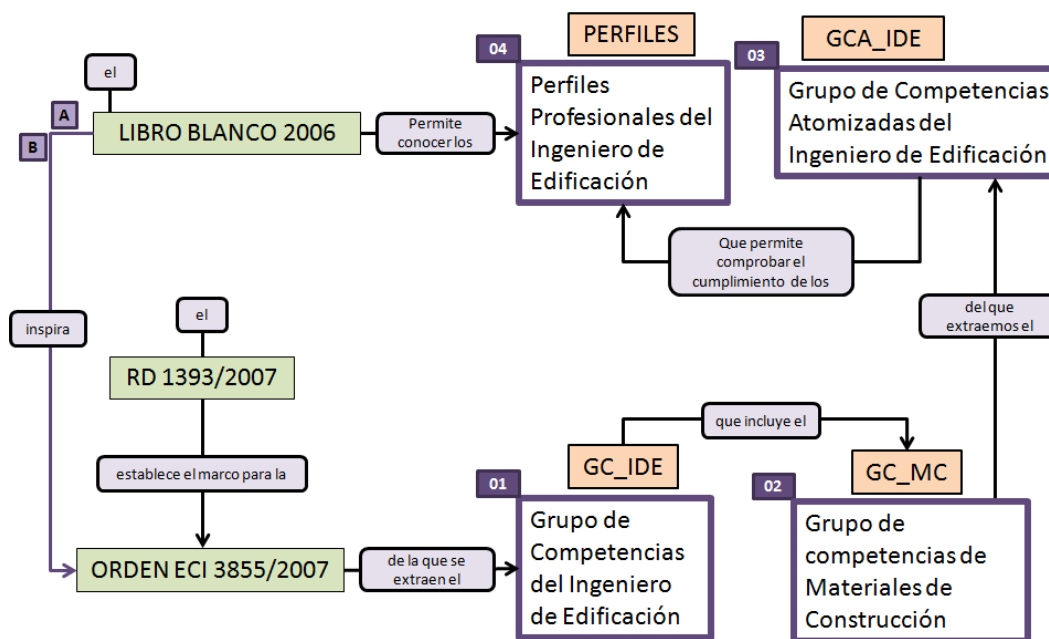 PERFILES
GCA_IDE
04
03
el
Perfiles
Profesionales del
Ingeniero de
Edificación
Grupo de Competencias
Atomizadas del
Ingeniero de Edificación
A
B
LIBRO BLANCO 2006
Permite
conocer los
Que permite
comprobar el
cumplimiento de los
inspira
el
del que
extraemos el
RD 1393/2007
que incluye el
establece el marco para la
GC_IDE
GC_MC
01
02
Grupo de
Competencias
del Ingeniero
de Edificación
Grupo de
competencias de
Materiales de
Construcción
ORDEN ECI 3855/2007
de la que se
extraen el